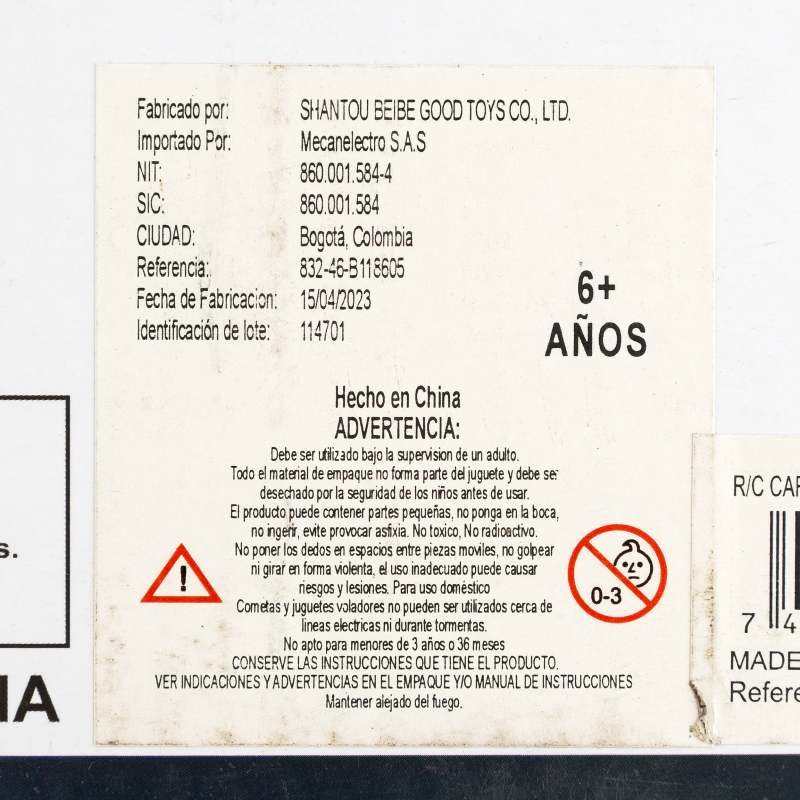 Fabricado por: SHANTOU BEIBE GOOD TOYS CO., LTD.
Importado Por: Mecanelectro S.A.S
NIT: 860.001.584-4
SIC: 860.001.584
CIUDAD: Bogotá, Colombia
Referencia: 832-46-B118605
Fecha de Fabricacion: 15/04/2023
Identificación de lote: 114701
6+
AÑOS
Hecho en China
ADVERTENCIA:
Debe ser utilizado bajo la supervision de un adulto.
Todo el material de empaque no forma parte del juguete y debe ser
desechado por la seguridad de los niños antes de usar.
El producto puede contener partes pequeñas, no ponga en la boca,
no ingerir, evite provocar asfixia. No toxico, No radioactivo.
No poner los dedos en espacios entre piezas moviles, no golpear
ni girar en forma violenta, el uso inadecuado puede causar
riesgos y lesiones. Para uso doméstico
Cometas y juguetes voladores no pueden ser utilizados cerca de
lineas electricas ni durante tormentas.
No apto para menores de 3 años o 36 meses
CONSERVE LAS INSTRUCCIONES QUE TIENE EL PRODUCTO.
VER INDICACIONES Y ADVERTENCIAS EN EL EMPAQUE Y/O MANUAL DE INSTRUCCIONES
Mantener alejado del fuego.
!
0-3
s.
IA
R/C CAR
7 4
MADE
Refere